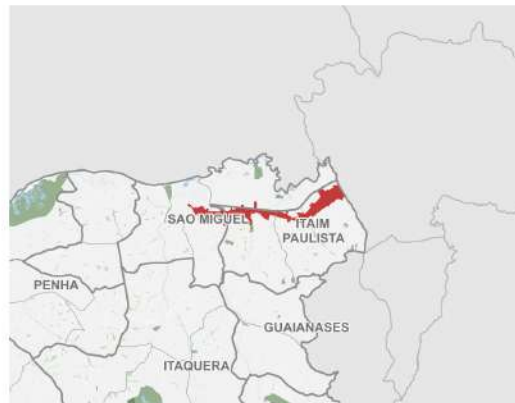 SAO MIGUEL
ITAIM
PAULISTA
PENHA
GUAIANASES
ITAQUERA